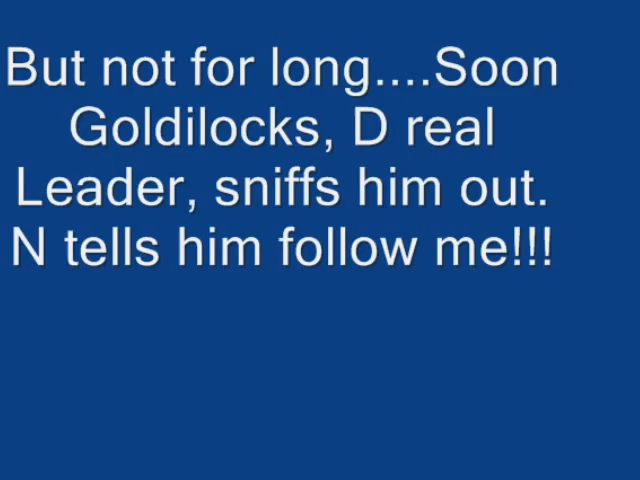 But not for long....Soon
Goldilocks, D real
Leader, sniffs him out.
N tells him follow me!!!